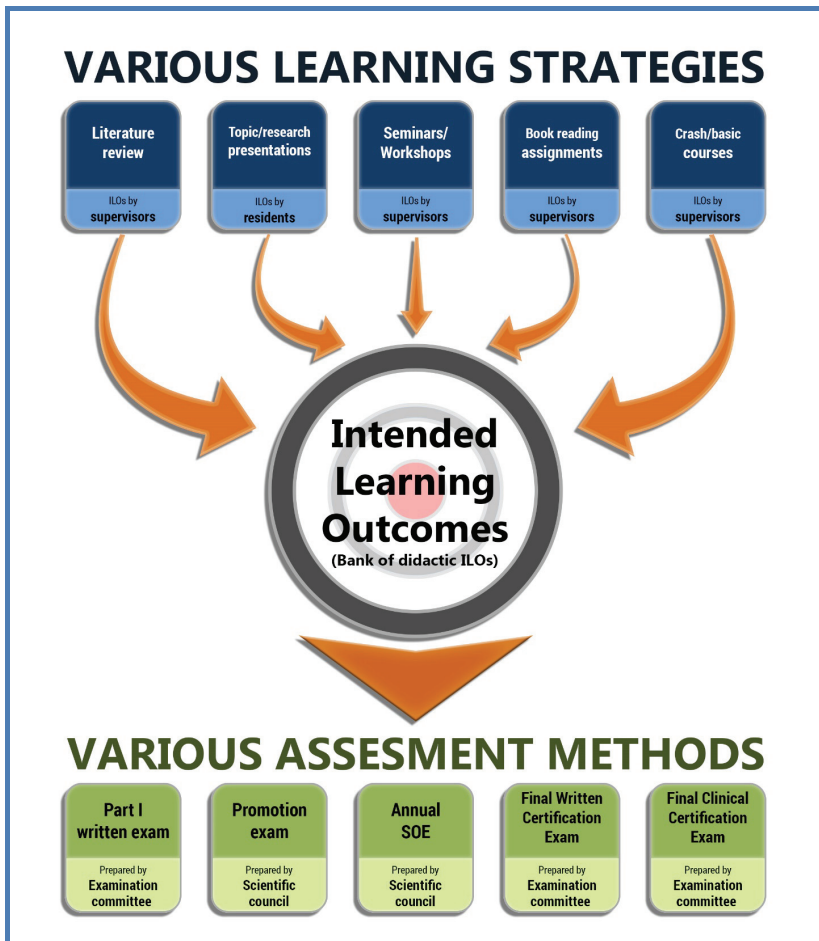 VARIOUS LEARNING STRATEGIES
Literature
review
ILOs by
supervisors
Topic/research
presentations
ILOs by
residents
Seminars/
Workshops
ILOs by
supervisors
Book reading
assignments
ILOs by
supervisors
Crash/basic
courses
ILOs by
supervisors
Intended
Learning
Outcomes
(Bank of didactic ILOs)
VARIOUS ASSESMENT METHODS
Part I
written exam
Prepared by
Examination
committee
Promotion
exam
Prepared by
Scientific
council
Annual
SOE
Prepared by
Scientific
council
Final Written
Certification
Exam
Prepared by
Examination
committee
Final Clinical
Certification
Exam
Prepared by
Examination
committee